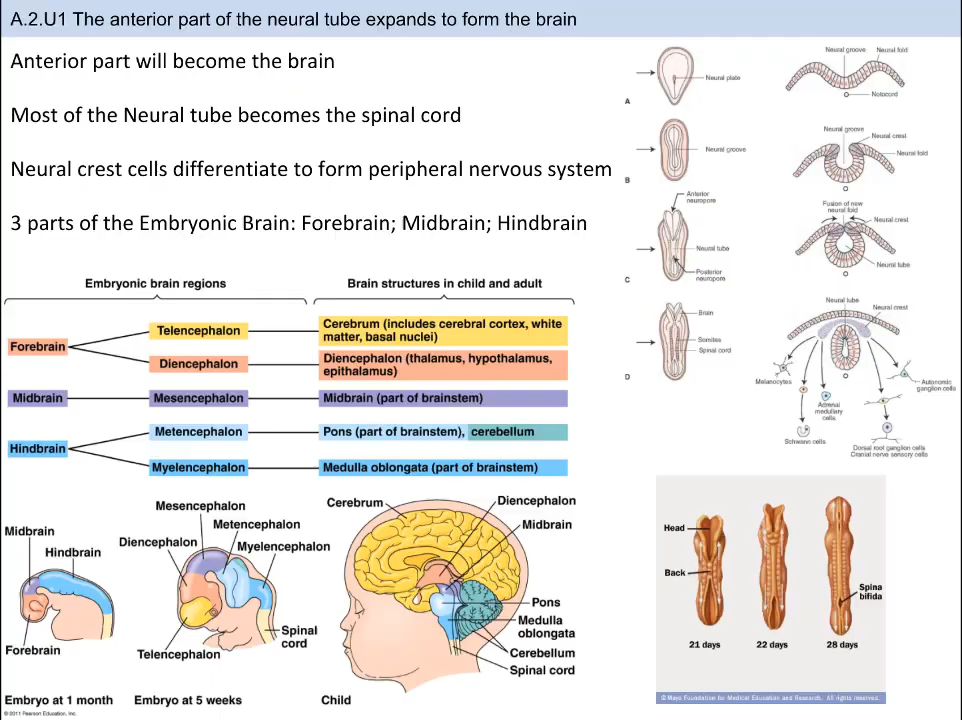 A.2.U1 The anterior part of the neural tube expands to form the brain
Anterior part will become the brain
Most of the Neural tube becomes the spinal cord
Neural crest cells differentiate to form peripheral nervous system
3 parts of the Embryonic Brain: Forebrain; Midbrain; Hindbrain
Embryonic brain regions
Brain structures in child and adult
Forebrain
Telencephalon
Cerebrum (includes cerebral cortex, white
matter, basal nuclei)
Diencephalon
Diencephalon (thalamus, hypothalamus,
epithalamus)
Midbrain
Mesencephalon
Midbrain (part of brainstem)
Hindbrain
Metencephalon
Pons (part of brainstem), cerebellum
Myelencephalon
Medulla oblongata (part of brainstem)
Midbrain
Hindbrain
Forebrain
Embryo at 1 month
Mesencephalon
Metencephalon
Diencephalon
Myelencephalon
Spinal
cord
Telencephalon
Embryo at 5 weeks
Cerebrum
Diencephalon
Midbrain
Pons
Medulla
oblongata
Cerebellum
Spinal cord
Child
© 2011 Pearson Education, Inc.
Neural plate
A
Neural groove
Neural fold
Notocord
Neural groove
B
Neural groove
Neural crest
Neural fold
Anterior
neuropore
Neural tube
Posterior
neuropore
C
Fusion of new
neural fold
Neural crest
Neural tube
Brain
Somites
Spinal cord
D
Neural tube
Neural crest
Melanocytes
Schwann cells
Adrenal
medullary
cells
Autonomic
ganglion cells
Dorsal root ganglion cells
Cranial nerve sensory cells
Head
Back
Spina
bifida
21 days
22 days
28 days
© Mayo Foundation for Medical Education and Research. All rights reserved.